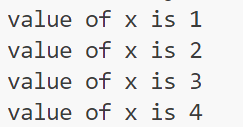 value of x is 1
value of x is 2
value of x is 3
value of x is 4